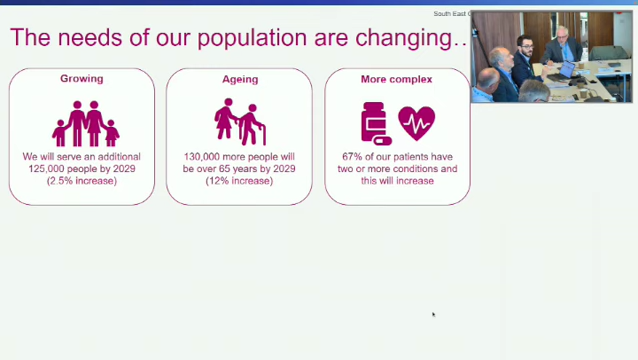 South East
The needs of our population are changing…
Growing
We will serve an additional
125,000 people by 2029
(2.5% increase)
Ageing
130,000 more people will
be over 65 years by 2029
(12% increase)
More complex
67% of our patients have
two or more conditions and
this will increase